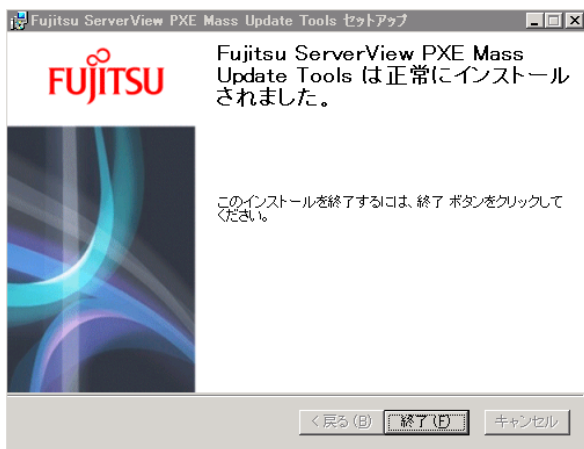 Fujitsu ServerView PXE Mass Update Tools セットアップ
FUJITSU
Fujitsu ServerView PXE Mass
Update Tools は正常にインストール
されました。
このインストールを終了するには、終了 ボタンをクリックして
ください。
< 戻る(B)
終了(F)
キャンセル